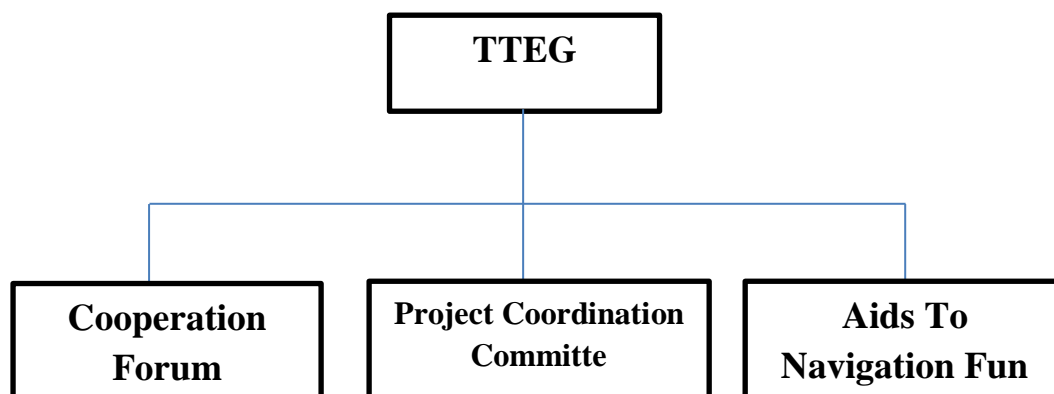 TTEG
Cooperation
Forum
Project Coordination
Committe
Aids To
Navigation Fun